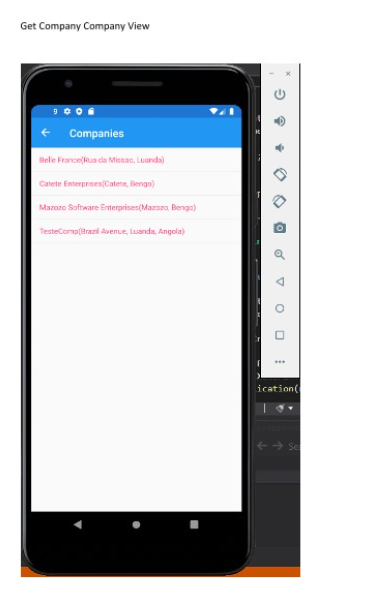 Get Company Company View
9
Companies
Belle France(Rua da Missao, Luanda)
Catete Enterprises(Catete, Bengo)
Mazozo Software Enterprises(Mazozo, Bengo)
TesteComp(Brazil Avenue, Luanda, Angola)
ication(
Se